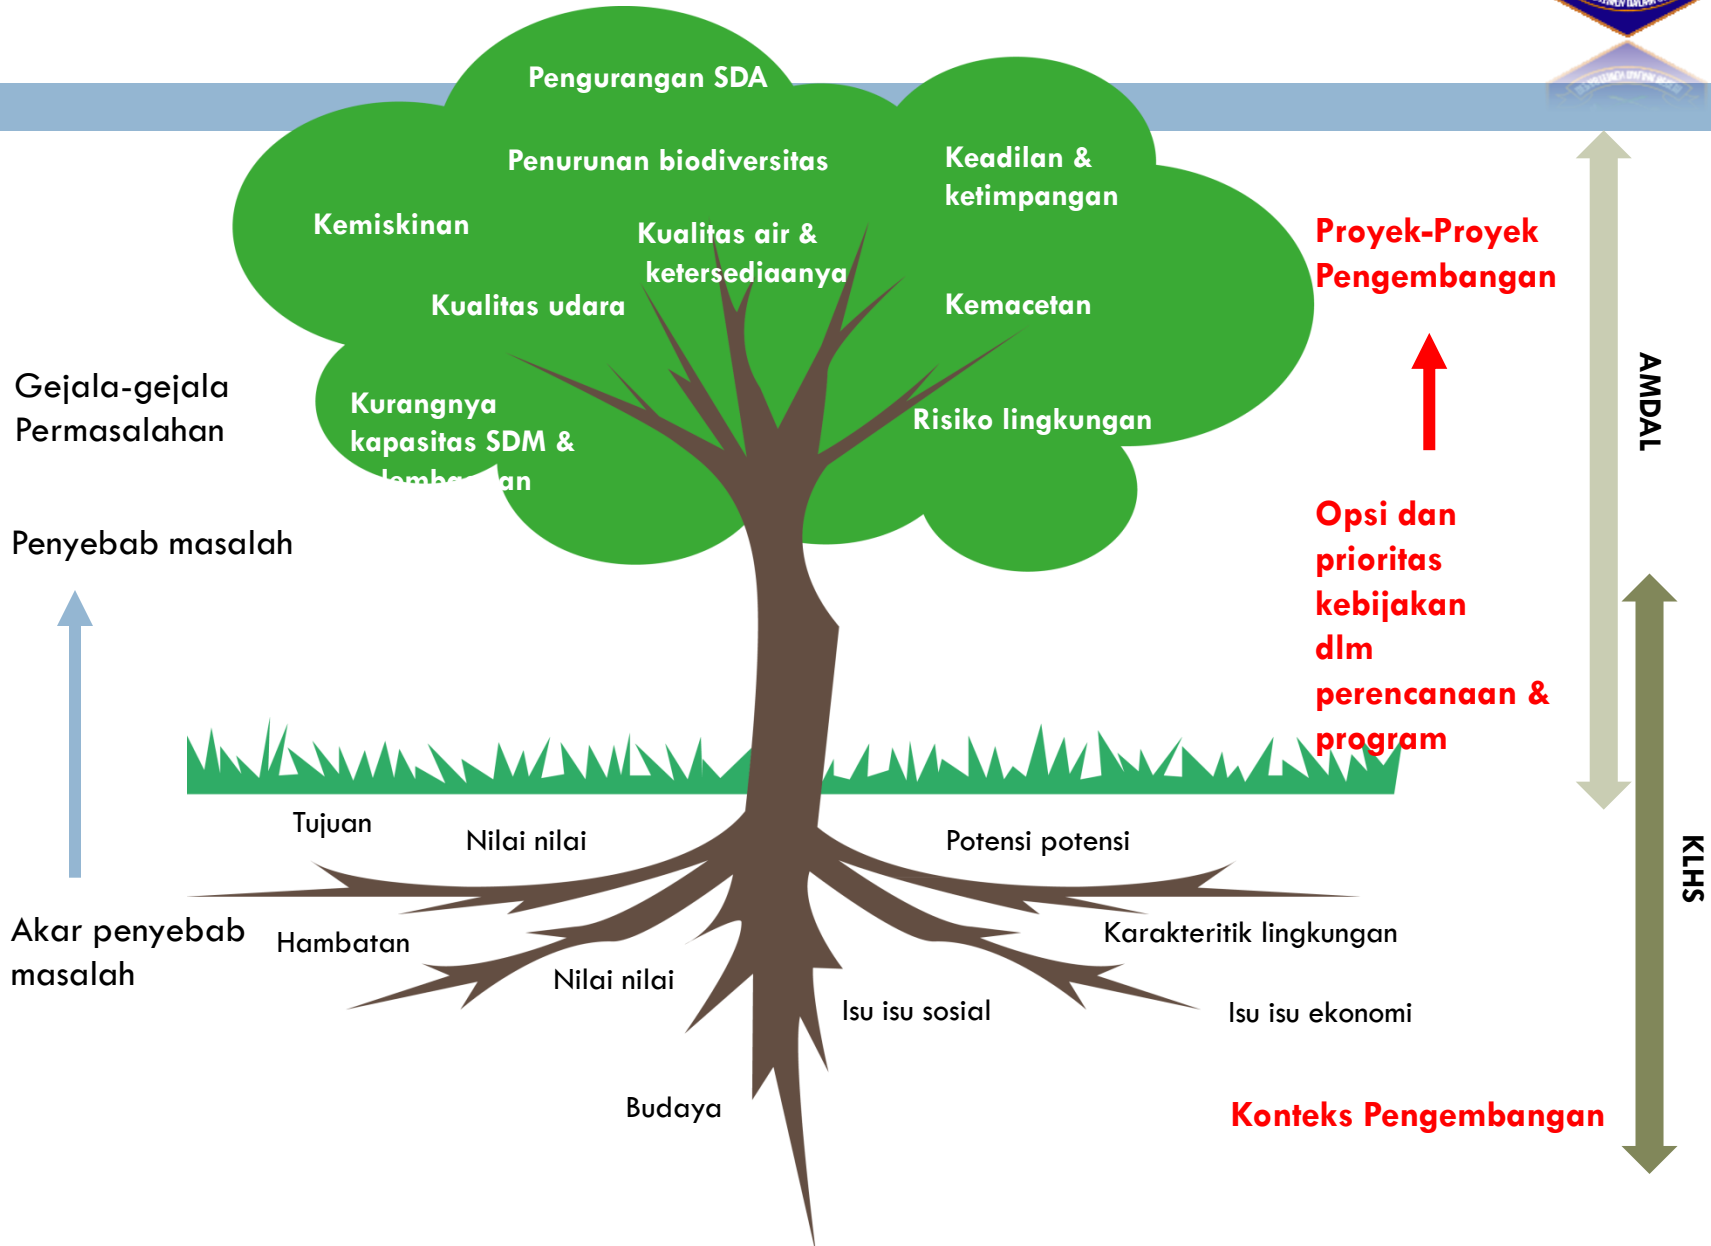 Pengurangan SDA
Penurunan biodiversitas
Keadilan &
ketimpangan
Kemiskinan
Kualitas air &
ketersediaanya
Kualitas udara
Kemacetan
Kurangnya
kapasitas SDM &
Risiko lingkungan
Proyek-Proyek
Pengembangan
Gejala-gejala
Permasalahan
Penyebab masalah
Opsi dan
prioritas
kebijakan
dlm
perencanaan &
program
AMDAL
KLHS
Tujuan
Nilai nilai
Potensi potensi
Akar penyebab
masalah
Hambatan
Nilai nilai
Karakteritik lingkungan
Isu isu sosial
Isu isu ekonomi
Budaya
Konteks Pengembangan